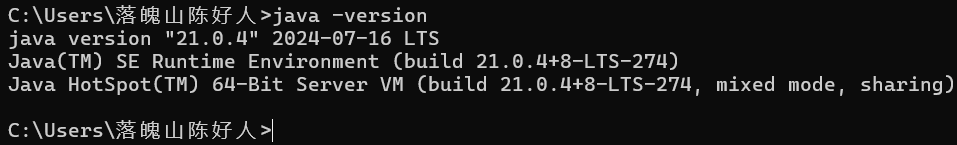 C:\Users\落魄山陈好人>java -version
java version "21.0.4" 2024-07-16 LTS
Java(TM) SE Runtime Environment (build 21.0.4+8-LTS-274)
Java HotSpot(TM) 64-Bit Server VM (build 21.0.4+8-LTS-274, mixed mode, sharing)
C:\Users\落魄山陈好人>